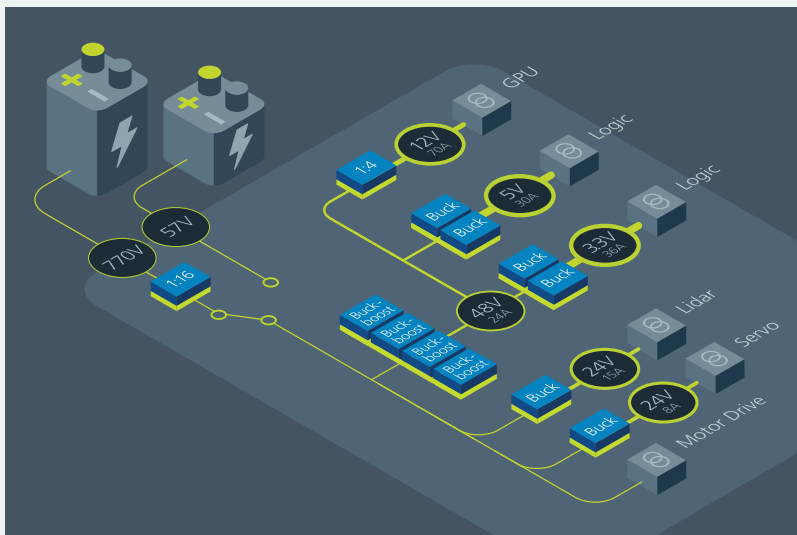 GPU
12V
70A
1:4
Logic
5V
30A
Buck
Buck
Logic
3.3V
36A
Buck
Buck
57V
770V
1:16
48V
24A
Buck-
boost
Buck-
boost
Buck-
boost
Buck-
boost
Lidar
24V
15A
Buck
Servo
24V
8A
Buck
Motor Drive